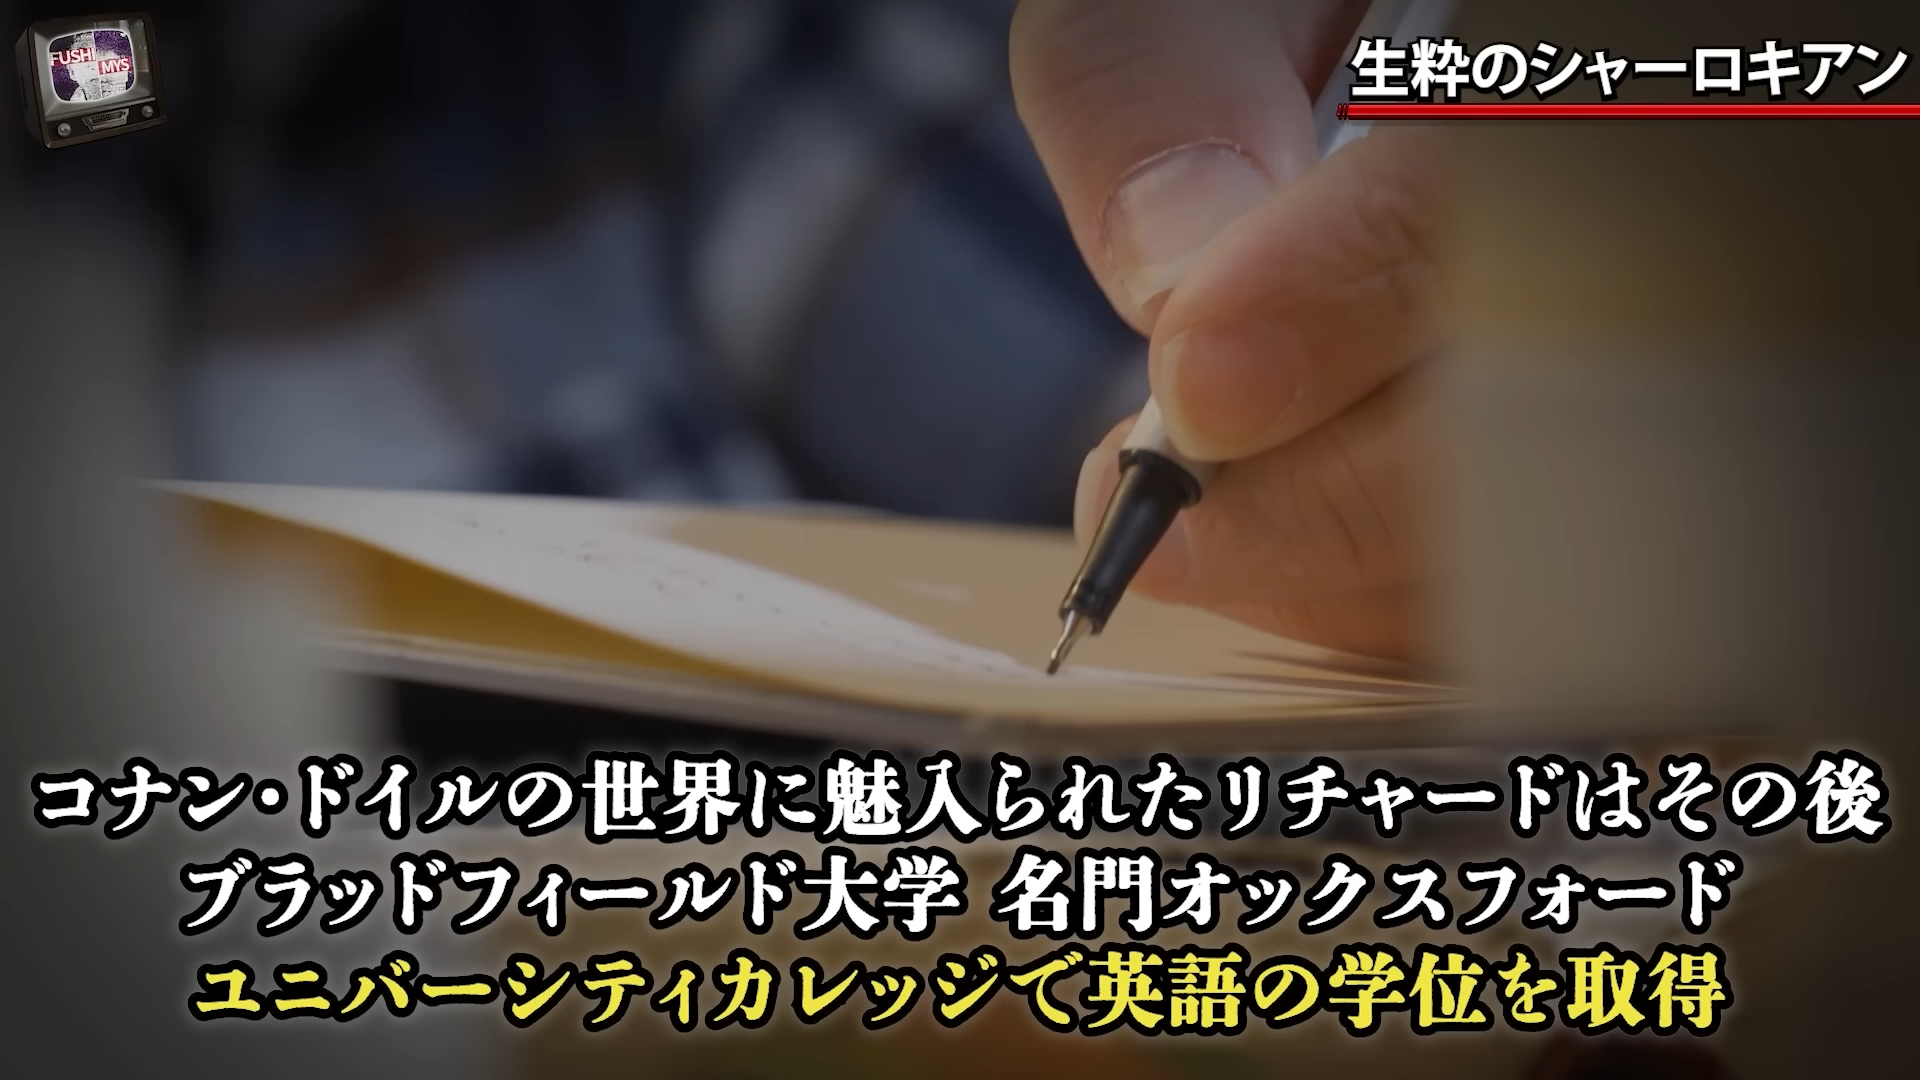 FUSHI
MYS
生粋のシャーロキアン
コナン・ドイルの世界に魅入られたリチャードはその後
ブラッドフィールド大学 名門オックスフォード
ユニバーシティカレッジで英語の学位を取得